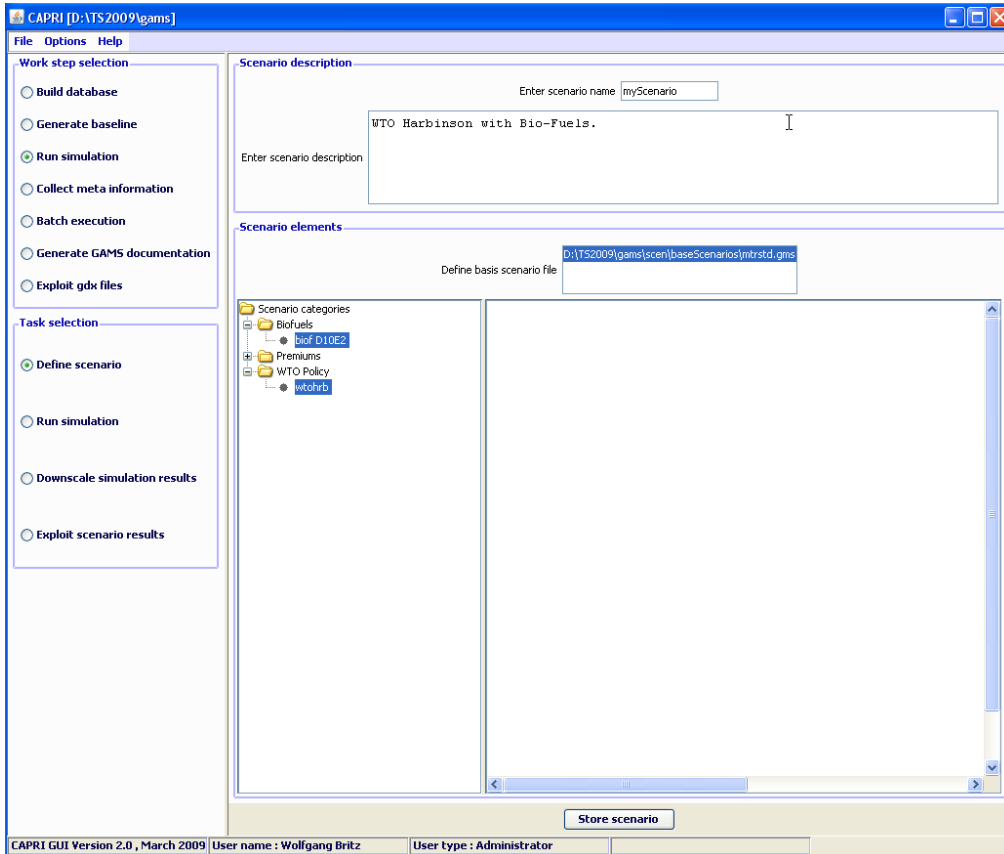 CAPRI [D:\TS2009\gams]
File Options Help
Work step selection
Build database
Generate baseline
Run simulation
Collect meta information
Batch execution
Generate GAMS documentation
Exploit gdx files
Task selection
Define scenario
Run simulation
Downscale simulation results
Exploit scenario results
Scenario description
Enter scenario name myScenario
Enter scenario description
WTO Harbinson with Bio-Fuels.
Scenario elements
Define basis scenario file
D:\TS2009\gams\scen\baseScenarios\mtrstd.gms
Scenario categories
Biofuels
biof D10E2
Premiums
WTO Policy
wtohrb
Store scenario
CAPRI GUI Version 2.0 , March 2009 User name : Wolfgang Britz User type : Administrator